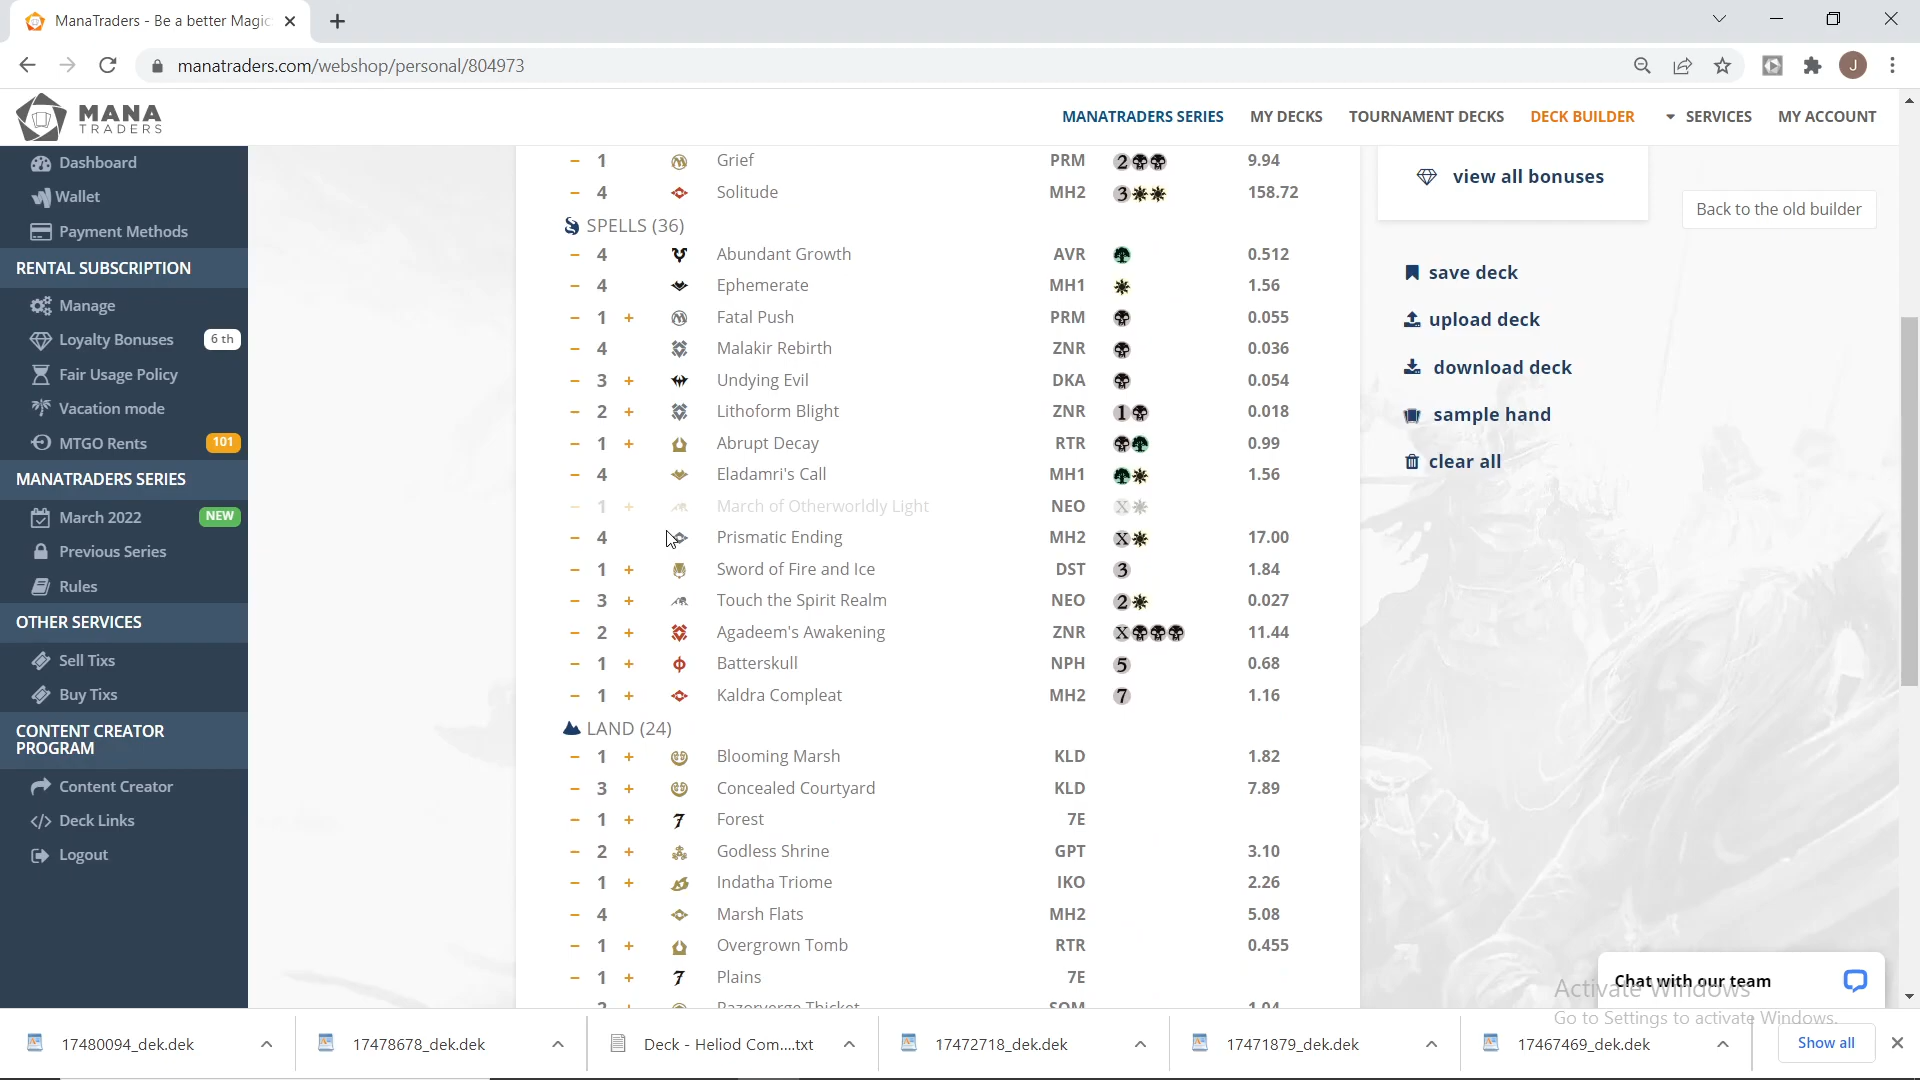 ManaTraders - Be a better Magic
manatraders.com/webshop/personal/804973
J
MANA
TRADERS
MANATRADERS SERIES
MY DECKS
TOURNAMENT DECKS
DECK BUILDER
SERVICES
MY ACCOUNT
Dashboard
Wallet
Payment Methods
RENTAL SUBSCRIPTION
Manage
Loyalty Bonuses 6 th
Fair Usage Policy
Vacation mode
MTGO Rents 101
MANATRADERS SERIES
March 2022 NEW
Previous Series
Rules
OTHER SERVICES
Sell Tixs
Buy Tixs
CONTENT CREATOR
PROGRAM
Content Creator
Deck Links
Logout
- 1 Grief PRM 2 9.94
- 4 Solitude MH2 3 158.72
SPELLS (36)
- 4 Abundant Growth AVR 0.512
- 4 Ephemerate MH1 1.56
- 1 + Fatal Push PRM 0.055
- 4 Malakir Rebirth ZNR 0.036
- 3 + Undying Evil DKA 0.054
- 2 + Lithoform Blight ZNR 1 0.018
- 1 + Abrupt Decay RTR 0.99
- 4 Eladamri's Call MH1 1.56
- 1 + March of Otherworldly Light NEO X
- 4 Prismatic Ending MH2 X 17.00
- 1 + Sword of Fire and Ice DST 3 1.84
- 3 + Touch the Spirit Realm NEO 2 0.027
- 2 + Agadeem's Awakening ZNR X 11.44
- 1 + Batterskull NPH 5 0.68
- 1 + Kaldra Compleat MH2 7 1.16
LAND (24)
- 1 + Blooming Marsh KLD 1.82
- 3 + Concealed Courtyard KLD 7.89
- 1 + 7 Forest 7E
- 2 + Godless Shrine GPT 3.10
- 1 + Indatha Triome IKO 2.26
- 4 Marsh Flats MH2 5.08
- 1 + Overgrown Tomb RTR 0.455
- 1 + 7 Plains 7E
2 Razorverge Thicket SOM 1.04
view all bonuses
Back to the old builder
save deck
upload deck
download deck
sample hand
clear all
Chat with our team
Activate Windows
Go to Settings to activate Windows.
17480094_dek.dek
17478678_dek.dek
Deck - Heliod Com....txt
17472718_dek.dek
17471879_dek.dek
17467469_dek.dek
Show all